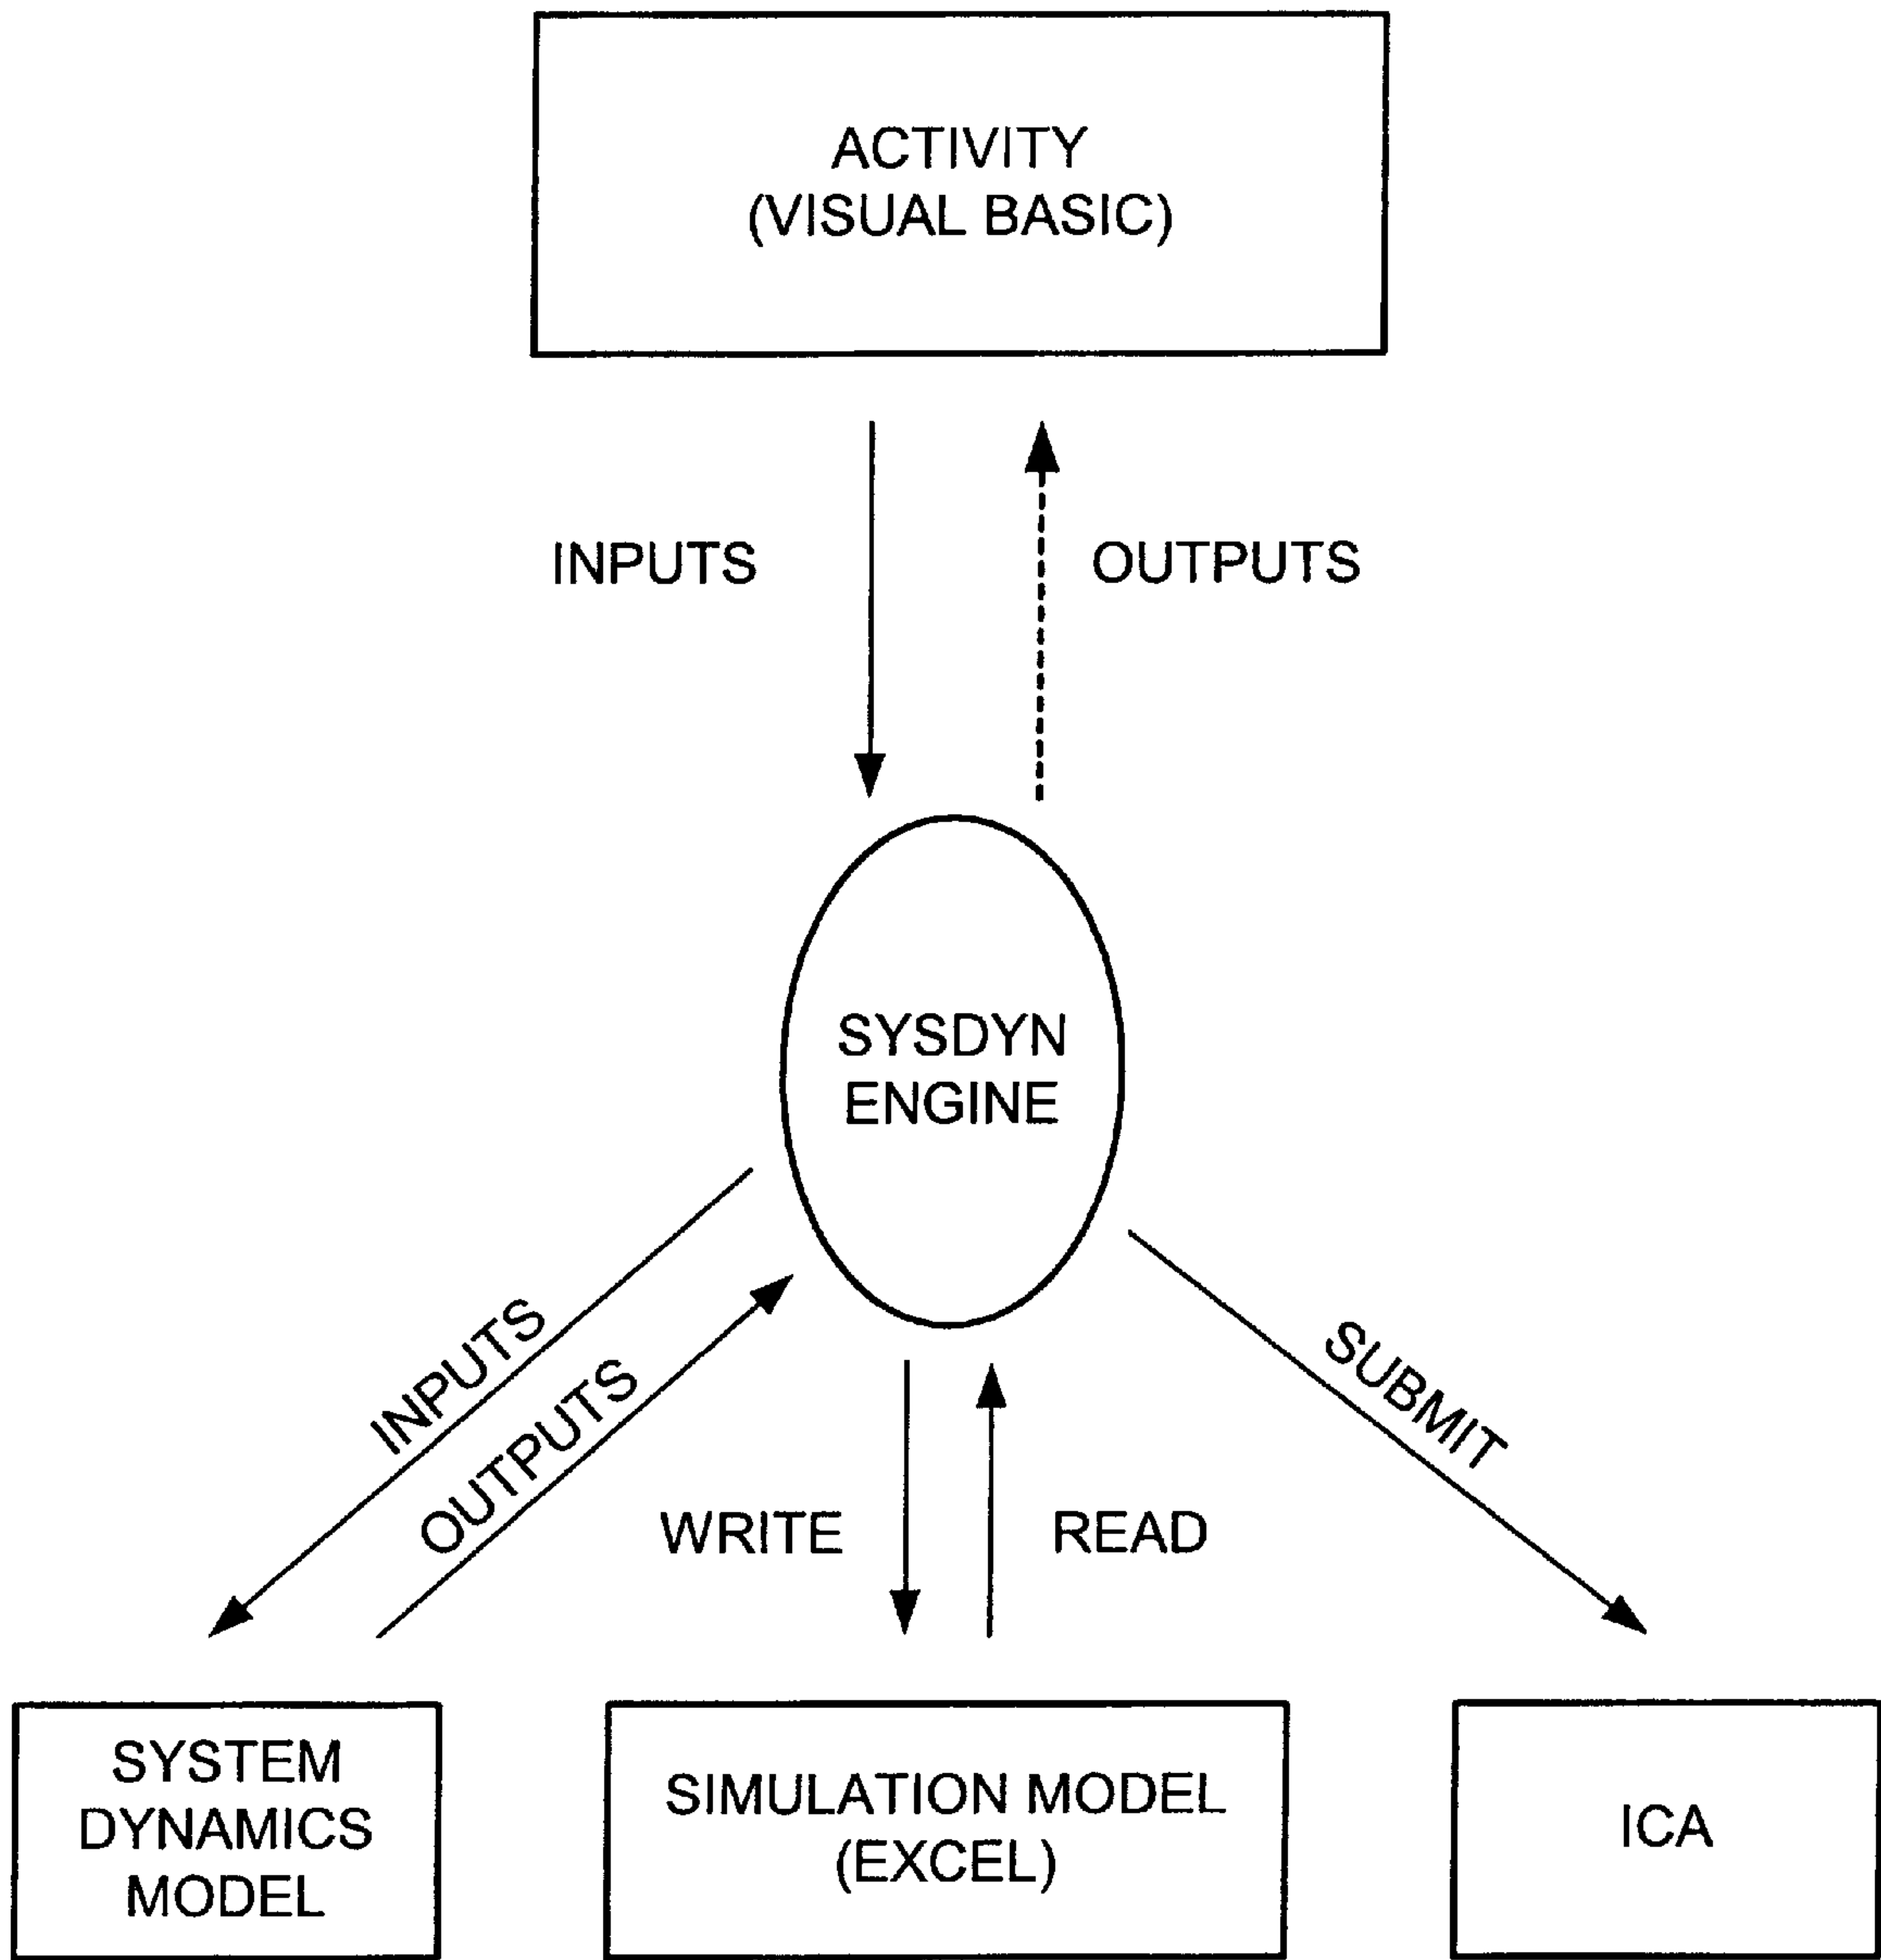 ACTIVITY
(VISUAL BASIC)
INPUTS
OUTPUTS
SYSDYN
ENGINE
INPUTS
OUTPUTS
WRITE
READ
SUBMIT
SYSTEM
DYNAMICS
MODEL
SIMULATION MODEL
(EXCEL)
ICA